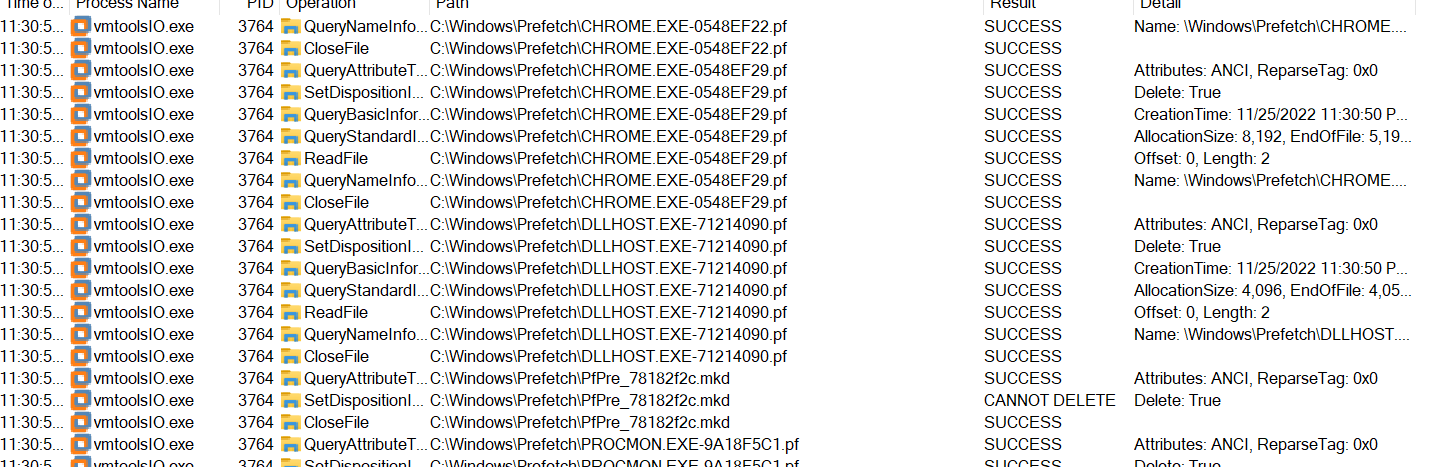 Time o... Process Name PID Operation Path Result Detail
11:30:5... vmtoolsIO.exe 3764 QueryNameInfo... C:\Windows\Prefetch\CHROME.EXE-0548EF22.pf SUCCESS Name: \Windows\Prefetch\CHROME....
11:30:5... vmtoolsIO.exe 3764 CloseFile C:\Windows\Prefetch\CHROME.EXE-0548EF22.pf SUCCESS
11:30:5... vmtoolsIO.exe 3764 QueryAttributeT... C:\Windows\Prefetch\CHROME.EXE-0548EF29.pf SUCCESS Attributes: ANCI, ReparseTag: 0x0
11:30:5... vmtoolsIO.exe 3764 SetDispositionI... C:\Windows\Prefetch\CHROME.EXE-0548EF29.pf SUCCESS Delete: True
11:30:5... vmtoolsIO.exe 3764 QueryBasicInfor... C:\Windows\Prefetch\CHROME.EXE-0548EF29.pf SUCCESS CreationTime: 11/25/2022 11:30:50 P...
11:30:5... vmtoolsIO.exe 3764 QueryStandardI... C:\Windows\Prefetch\CHROME.EXE-0548EF29.pf SUCCESS AllocationSize: 8,192, EndOfFile: 5,19...
11:30:5... vmtoolsIO.exe 3764 ReadFile C:\Windows\Prefetch\CHROME.EXE-0548EF29.pf SUCCESS Offset: 0, Length: 2
11:30:5... vmtoolsIO.exe 3764 QueryNameInfo... C:\Windows\Prefetch\CHROME.EXE-0548EF29.pf SUCCESS Name: \Windows\Prefetch\CHROME....
11:30:5... vmtoolsIO.exe 3764 CloseFile C:\Windows\Prefetch\CHROME.EXE-0548EF29.pf SUCCESS
11:30:5... vmtoolsIO.exe 3764 QueryAttributeT... C:\Windows\Prefetch\DLLHOST.EXE-71214090.pf SUCCESS Attributes: ANCI, ReparseTag: 0x0
11:30:5... vmtoolsIO.exe 3764 SetDispositionI... C:\Windows\Prefetch\DLLHOST.EXE-71214090.pf SUCCESS Delete: True
11:30:5... vmtoolsIO.exe 3764 QueryBasicInfor... C:\Windows\Prefetch\DLLHOST.EXE-71214090.pf SUCCESS CreationTime: 11/25/2022 11:30:50 P...
11:30:5... vmtoolsIO.exe 3764 QueryStandardI... C:\Windows\Prefetch\DLLHOST.EXE-71214090.pf SUCCESS AllocationSize: 4,096, EndOfFile: 4,05...
11:30:5... vmtoolsIO.exe 3764 ReadFile C:\Windows\Prefetch\DLLHOST.EXE-71214090.pf SUCCESS Offset: 0, Length: 2
11:30:5... vmtoolsIO.exe 3764 QueryNameInfo... C:\Windows\Prefetch\DLLHOST.EXE-71214090.pf SUCCESS Name: \Windows\Prefetch\DLLHOST....
11:30:5... vmtoolsIO.exe 3764 CloseFile C:\Windows\Prefetch\DLLHOST.EXE-71214090.pf SUCCESS
11:30:5... vmtoolsIO.exe 3764 QueryAttributeT... C:\Windows\Prefetch\PfPre_78182f2c.mkd SUCCESS Attributes: ANCI, ReparseTag: 0x0
11:30:5... vmtoolsIO.exe 3764 SetDispositionI... C:\Windows\Prefetch\PfPre_78182f2c.mkd CANNOT DELETE Delete: True
11:30:5... vmtoolsIO.exe 3764 CloseFile C:\Windows\Prefetch\PfPre_78182f2c.mkd SUCCESS
11:30:5... vmtoolsIO.exe 3764 QueryAttributeT... C:\Windows\Prefetch\PROCMON.EXE-9A18F5C1.pf SUCCESS Attributes: ANCI, ReparseTag: 0x0
11:30:5... vmtoolsIO.exe 3764 SetDispositionI... C:\Windows\Prefetch\PROCMON.EXE-9A18F5C1.pf SUCCESS Delete: True